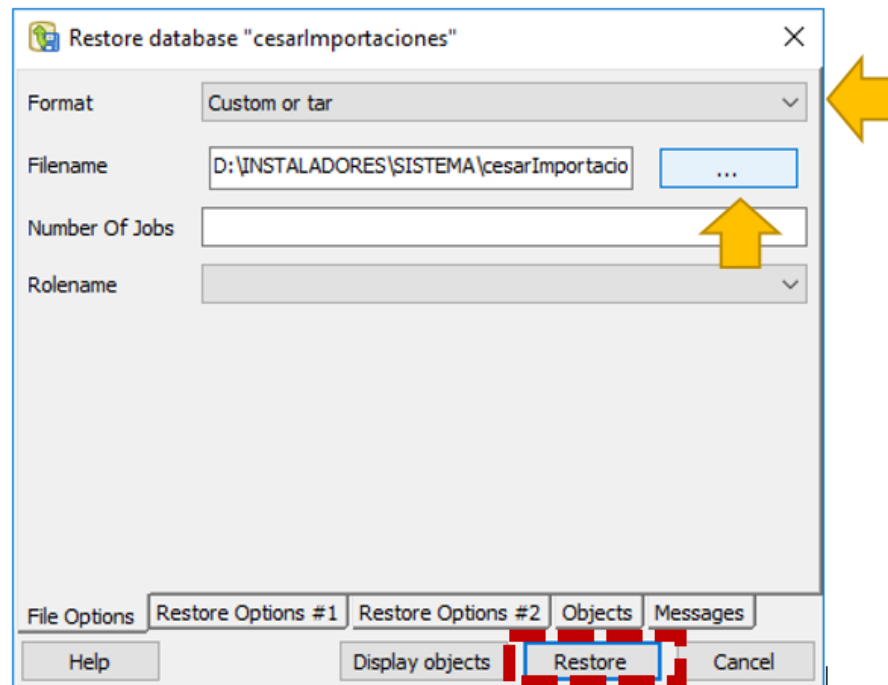 Restore database "cesarImportaciones"
Format Custom or tar
Filename D:\INSTALADORES\SISTEMA\cesarImportacio ...
Number Of Jobs
Rolename
File Options Restore Options #1 Restore Options #2 Objects Messages
Help Display objects Restore Cancel